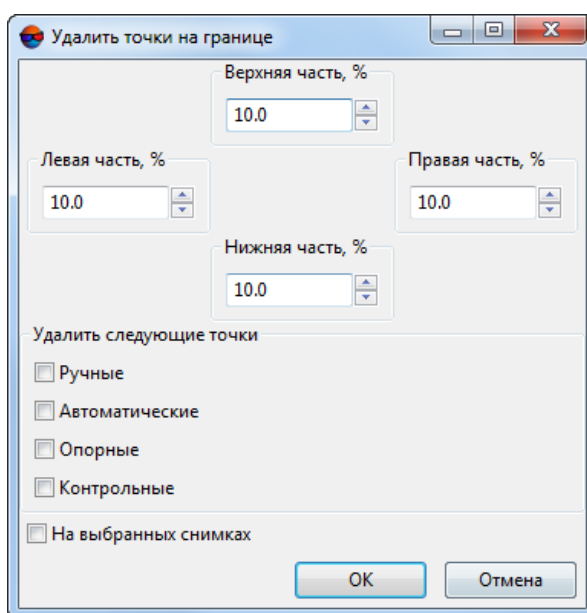 Удалить точки на границе
Верхняя часть, %
10.0
Левая часть, %
Правая часть, %
10.0
10.0
Нижняя часть, %
10.0
Удалить следующие точки
Ручные
Автоматические
Опорные
Контрольные
На выбранных снимках
OK
Отмена